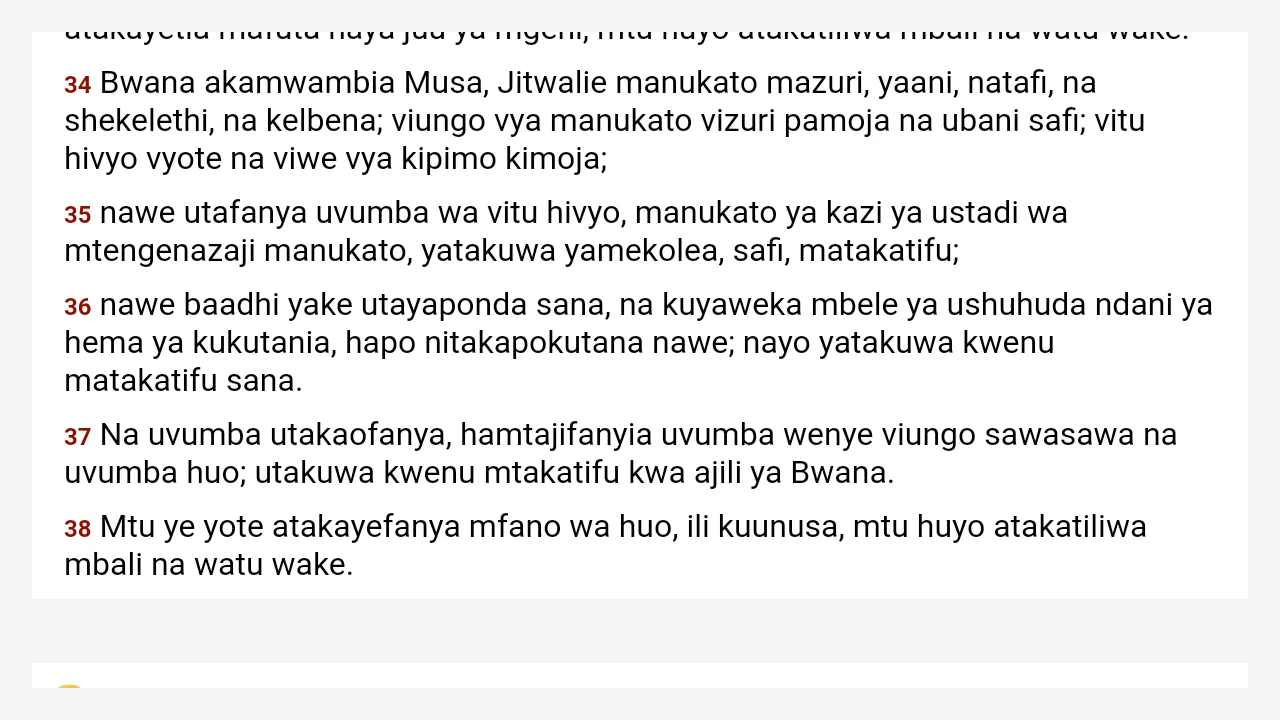 34 Bwana akamwambia Musa, Jitwalie manukato mazuri, yaani, natafi, na
shekelethi, na kelbena; viungo vya manukato vizuri pamoja na ubani safi; vitu
hivyo vyote na viwe vya kipimo kimoja;
35 nawe utafanya uvumba wa vitu hivyo, manukato ya kazi ya ustadi wa
mtengenazaji manukato, yatakuwa yamekolea, safi, matakatifu;
36 nawe baadhi yake utayaponda sana, na kuyaweka mbele ya ushuhuda ndani ya
hema ya kukutania, hapo nitakapokutana nawe; nayo yatakuwa kwenu
matakatifu sana.
37 Na uvumba utakaofanya, hamtajifanyia uvumba wenye viungo sawasawa na
uvumba huo; utakuwa kwenu mtakatifu kwa ajili ya Bwana.
38 Mtu ye yote atakayefanya mfano wa huo, ili kuunusa, mtu huyo atakatiliwa
mbali na watu wake.